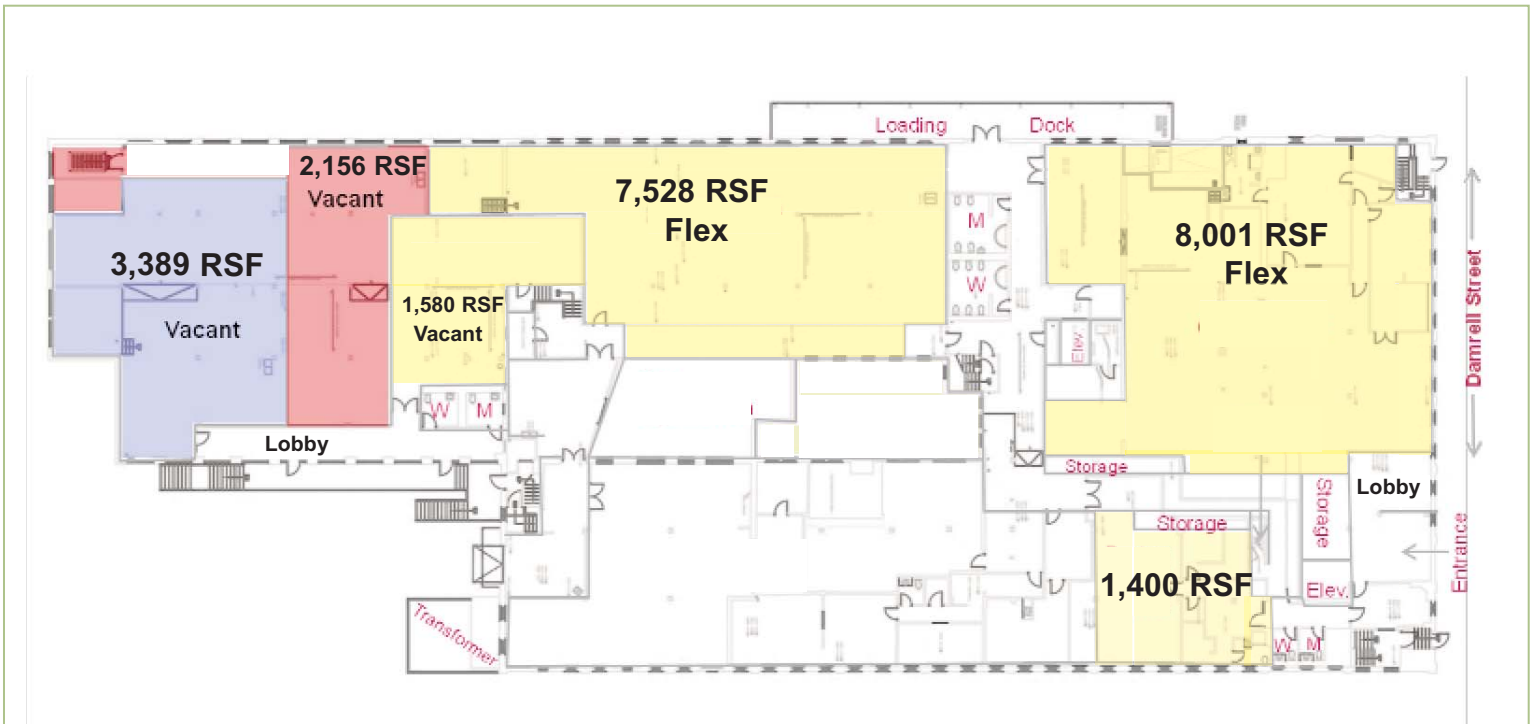 Loading Dock
2,156 RSF
Vacant
7,528 RSF
Flex
8,001 RSF
Flex
3,389 RSF
Vacant
1,580 RSF
Vacant
M
W
Elev.
Damrell Street
W M
Lobby
Storage
Storage
Lobby
Storage
Entrance
1,400 RSF
Elev.
Transformer
W M